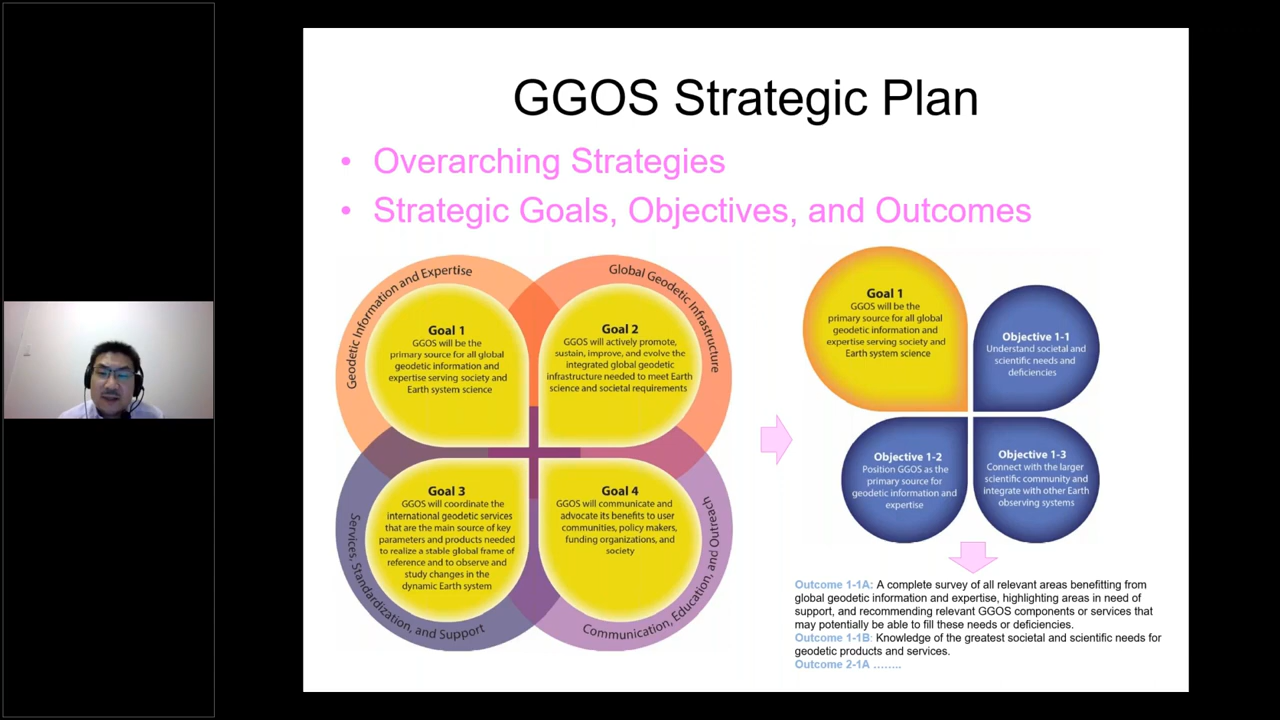 GGOS Strategic Plan
• Overarching Strategies
• Strategic Goals, Objectives, and Outcomes
Geodetic Information and Expertise
Global Geodetic Infrastructure
Goal 1
GGOS will be the
primary source for all global
geodetic information and
expertise serving society and
Earth system science
Goal 2
GGOS will actively promote,
sustain, improve, and evolve the
integrated global geodetic
infrastructure needed to meet Earth
science and societal requirements
Goal 3
GGOS will coordinate the
international geodetic services
that are the main source of key
parameters and products needed
to realize a stable global frame of
reference and to observe and
study changes in the
dynamic Earth system
Goal 4
GGOS will communicate and
advocate its benefits to user
communities, policy makers,
funding organizations, and
society
Services, Standardization, and Support
Communication, Education, and Outreach
Goal 1
GGOS will be the
primary source for all global
geodetic information and
expertise serving society and
Earth system science
Objective 1-1
Understand societal and
scientific needs and
deficiencies
Objective 1-2
Position GGOS as the
primary source for
geodetic information and
expertise
Objective 1-3
Connect with the larger
scientific community and
integrate with other Earth
observing systems
Outcome 1-1A: A complete survey of all relevant areas benefitting from
global geodetic information and expertise, highlighting areas in need of
support, and recommending relevant GGOS components or services that
may potentially be able to fill these needs or deficiencies.
Outcome 1-1B: Knowledge of the greatest societal and scientific needs for
geodetic products and services.
Outcome 2-1A ……..